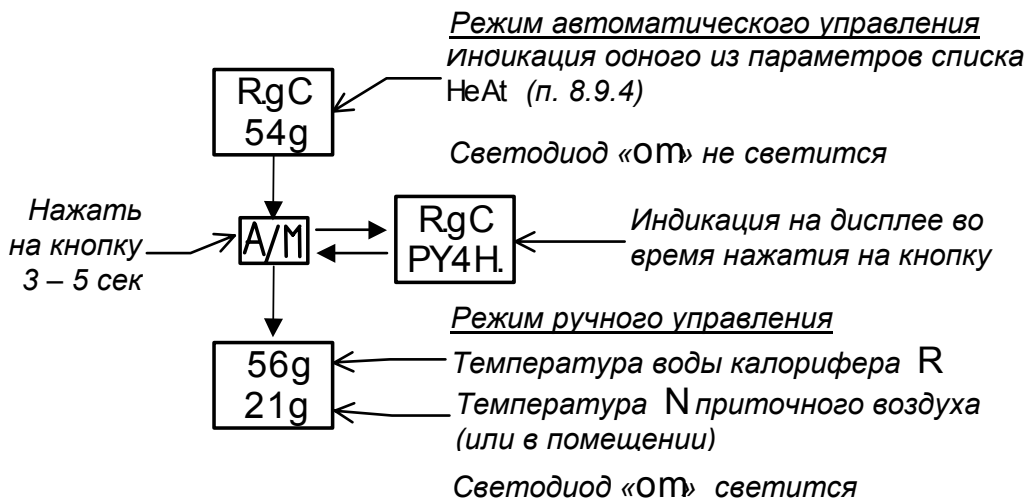 Режим автоматического управления
Индикация одного из параметров списка
HeAt (п. 8.9.4)
R.gC
54g
Светодиод «om» не светится
Нажать
на кнопку
3 – 5 сек
A/M
R.gC
PY4H.
Индикация на дисплее во
время нажатия на кнопку
Режим ручного управления
56g
21g
Температура воды калорифера R
Температура N приточного воздуха
(или в помещении)
Светодиод «om» светится